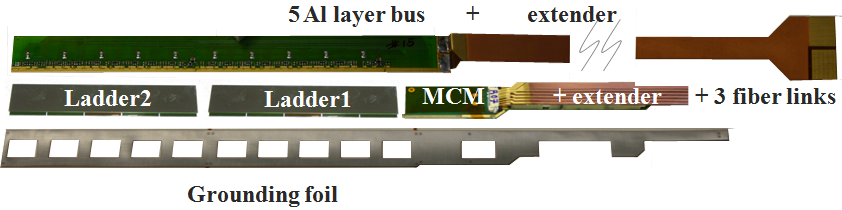 5 Al layer bus + extender
Ladder2 Ladder1 MCM + extender + 3 fiber links
Grounding foil